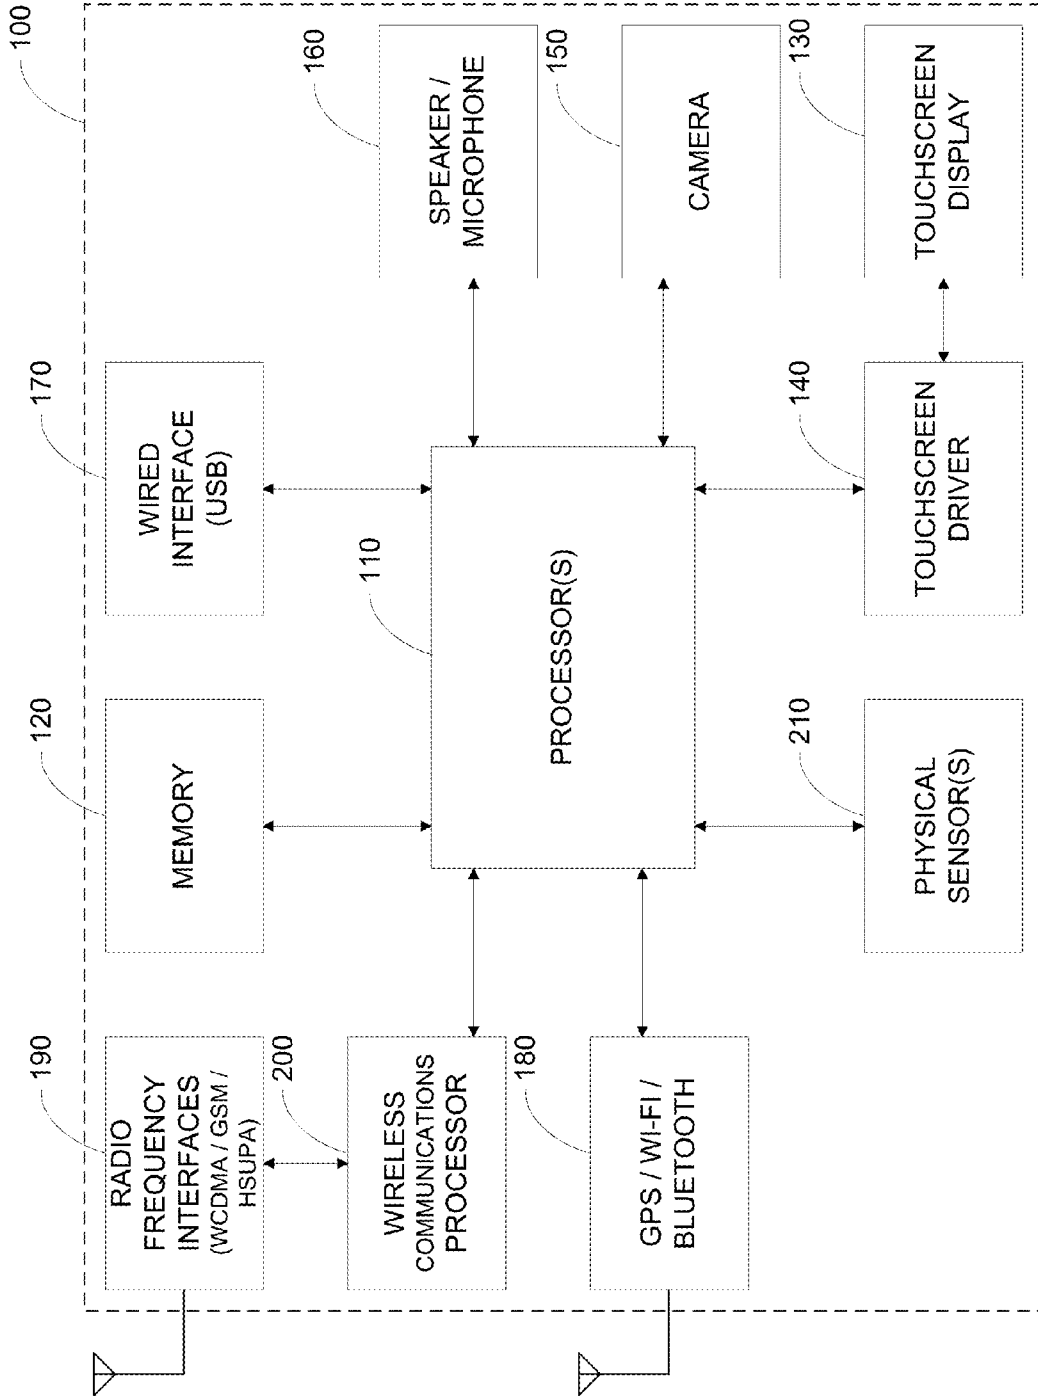 100
190
RADIO
FREQUENCY
INTERFACES
(WCDMA / GSM /
HSUPA)
120
MEMORY
170
WIRED
INTERFACE
(USB)
160
SPEAKER /
MICROPHONE
200
WIRELESS
COMMUNICATIONS
PROCESSOR
110
PROCESSOR(S)
150
CAMERA
180
GPS / WI-FI /
BLUETOOTH
210
PHYSICAL
SENSOR(S)
140
TOUCHSCREEN
DRIVER
130
TOUCHSCREEN
DISPLAY